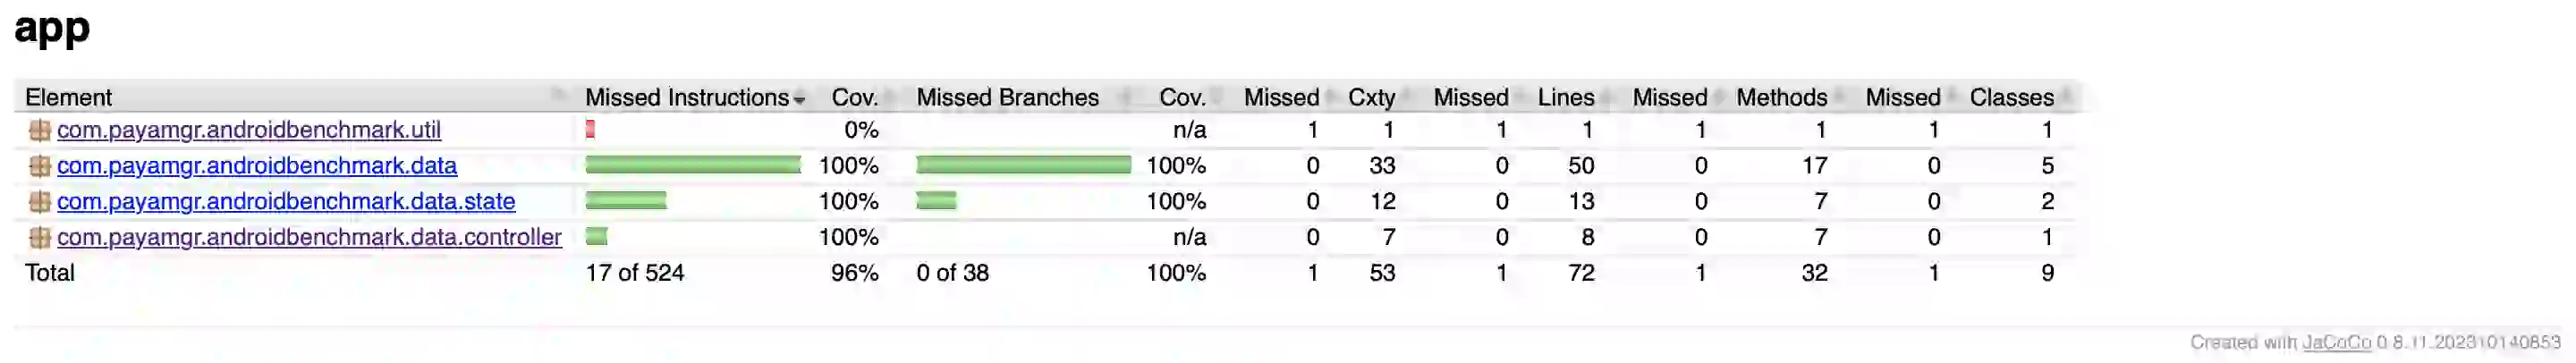 app
Element Missed Instructions Cov. Missed Branches Cov. Missed Cxty Missed Lines Missed Methods Missed Classes
com.payamgr.androidbenchmark.util 0% n/a 1 1 1 1 1 1 1 1
com.payamgr.androidbenchmark.data 100% 100% 0 33 0 50 0 17 0 5
com.payamgr.androidbenchmark.data.state 100% 100% 0 12 0 13 0 7 0 2
com.payamgr.androidbenchmark.data.controller 100% n/a 0 7 0 8 0 7 0 1
Total 17 of 524 96% 0 of 38 100% 1 53 1 72 1 32 1 9
Created with JaCoCo 0.8.11.202310140853